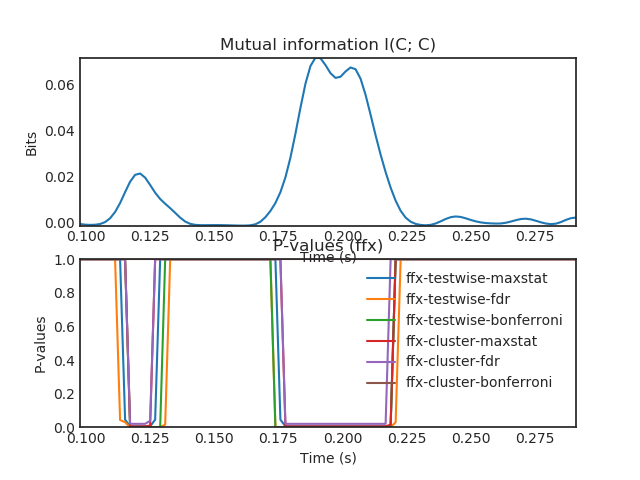 Mutual information I(C; C)
Bits
0.06
0.04
0.02
0.00
0.100 0.125 0.150 0.175 0.200 0.225 0.250 0.275
Time (s)
P-values (ffx)
P-values
1.0
0.8
0.6
0.4
0.2
0.0
ffx-testwise-maxstat
ffx-testwise-fdr
ffx-testwise-bonferroni
ffx-cluster-maxstat
ffx-cluster-fdr
ffx-cluster-bonferroni
0.100 0.125 0.150 0.175 0.200 0.225 0.250 0.275
Time (s)